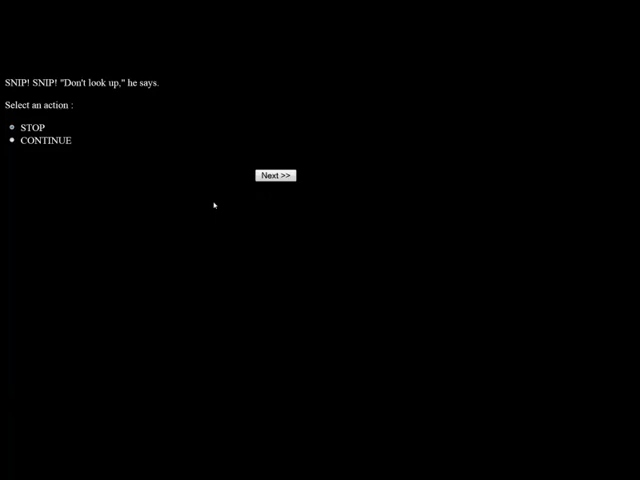 SNIP! SNIP! "Don't look up," he says.
Select an action :
STOP
CONTINUE
Next >>